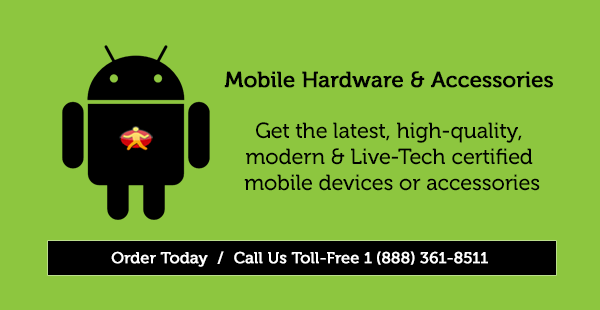 Mobile Hardware & Accessories
Get the latest, high-quality,
modern & Live-Tech certified
mobile devices or accessories
Order Today / Call Us Toll-Free 1 (888) 361-8511